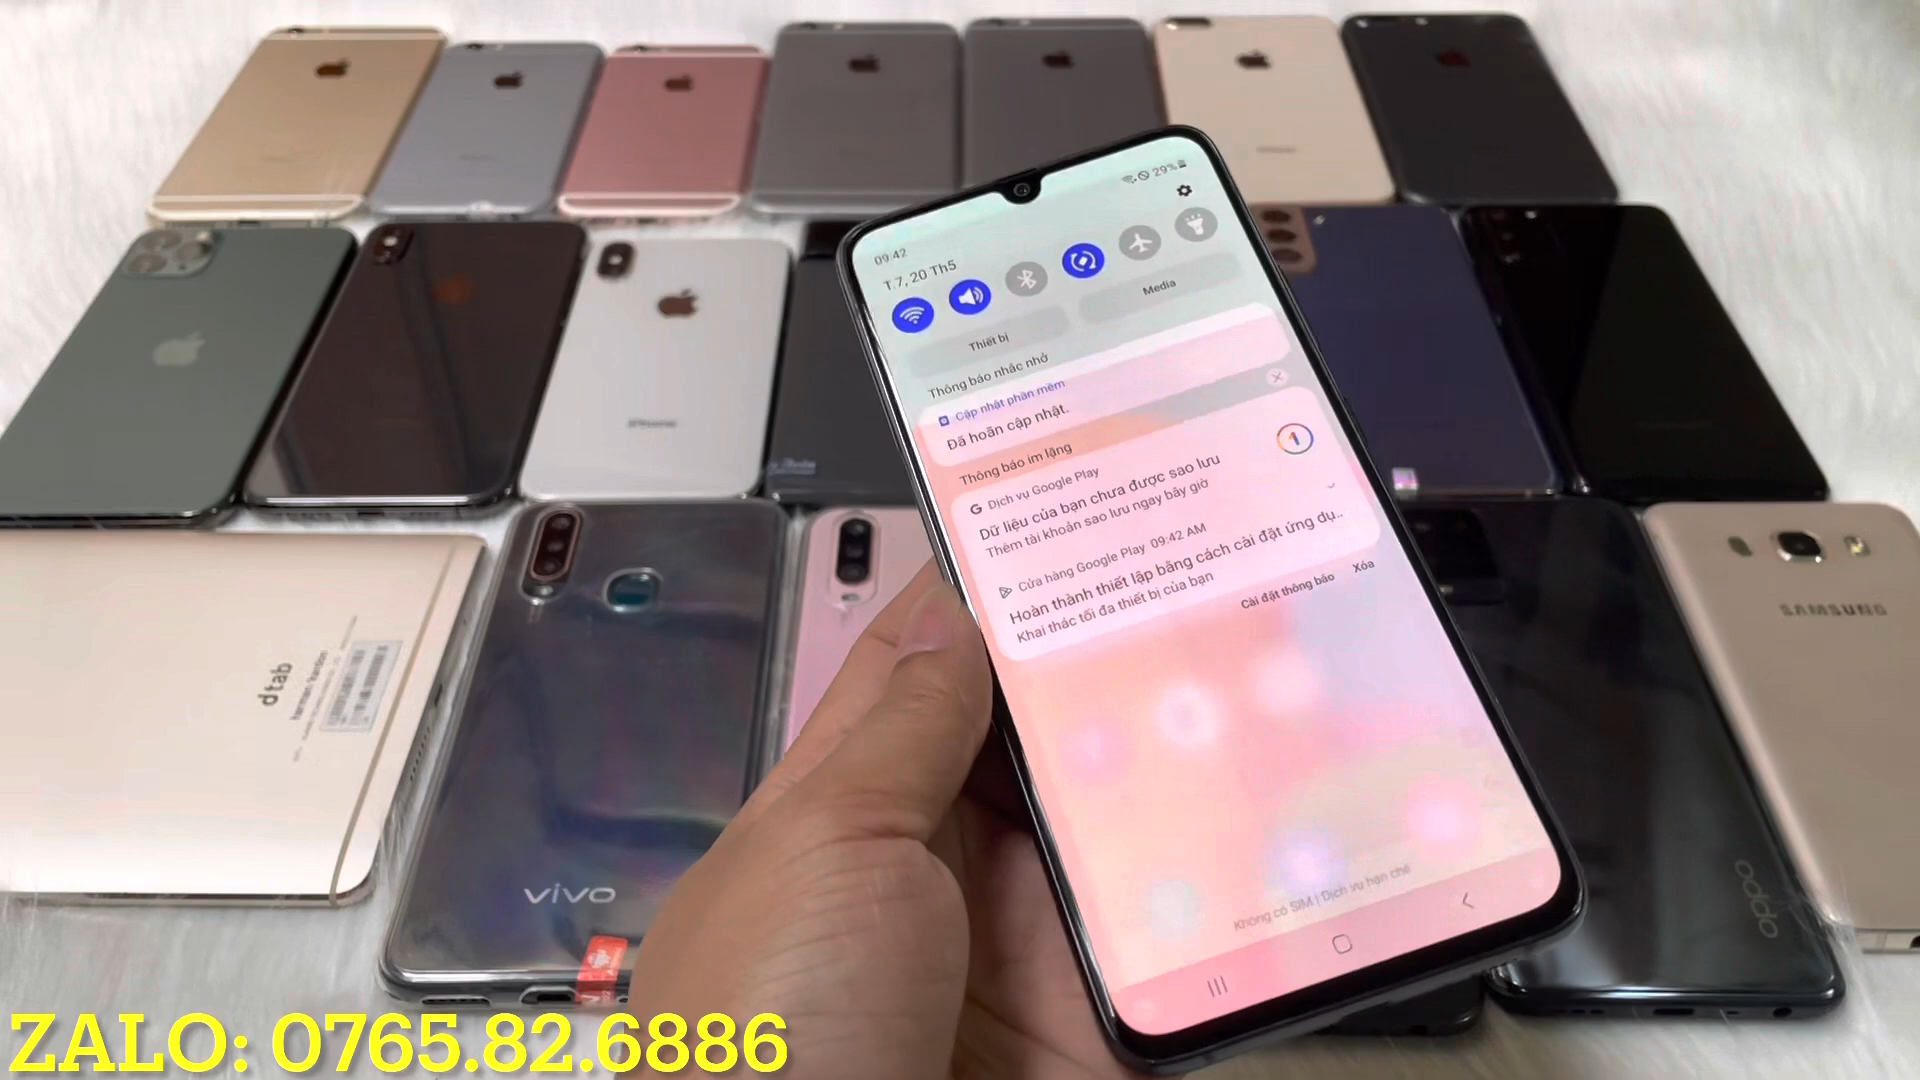 29%
09:42
T.7, 20 Th5
Thiết bị
Media
Thông báo nhắc nhở
Cập nhật phần mềm
Đã hoãn cập nhật.
Thông báo im lặng
Dịch vụ Google Play
Dữ liệu của bạn chưa được sao lưu
Thêm tài khoản sao lưu ngay bây giờ
Cửa hàng Google Play 09:42 AM
Hoàn thành thiết lập bằng cách cài đặt ứng dụ..
Khai thác tối đa thiết bị của bạn
Cài đặt thông báo
Xóa
Không có SIM | Dịch vụ hạn chế
iPhone
dtab
harman/kardon
vivo
SAMSUNG
oppo
ZALO: 0765.82.6886